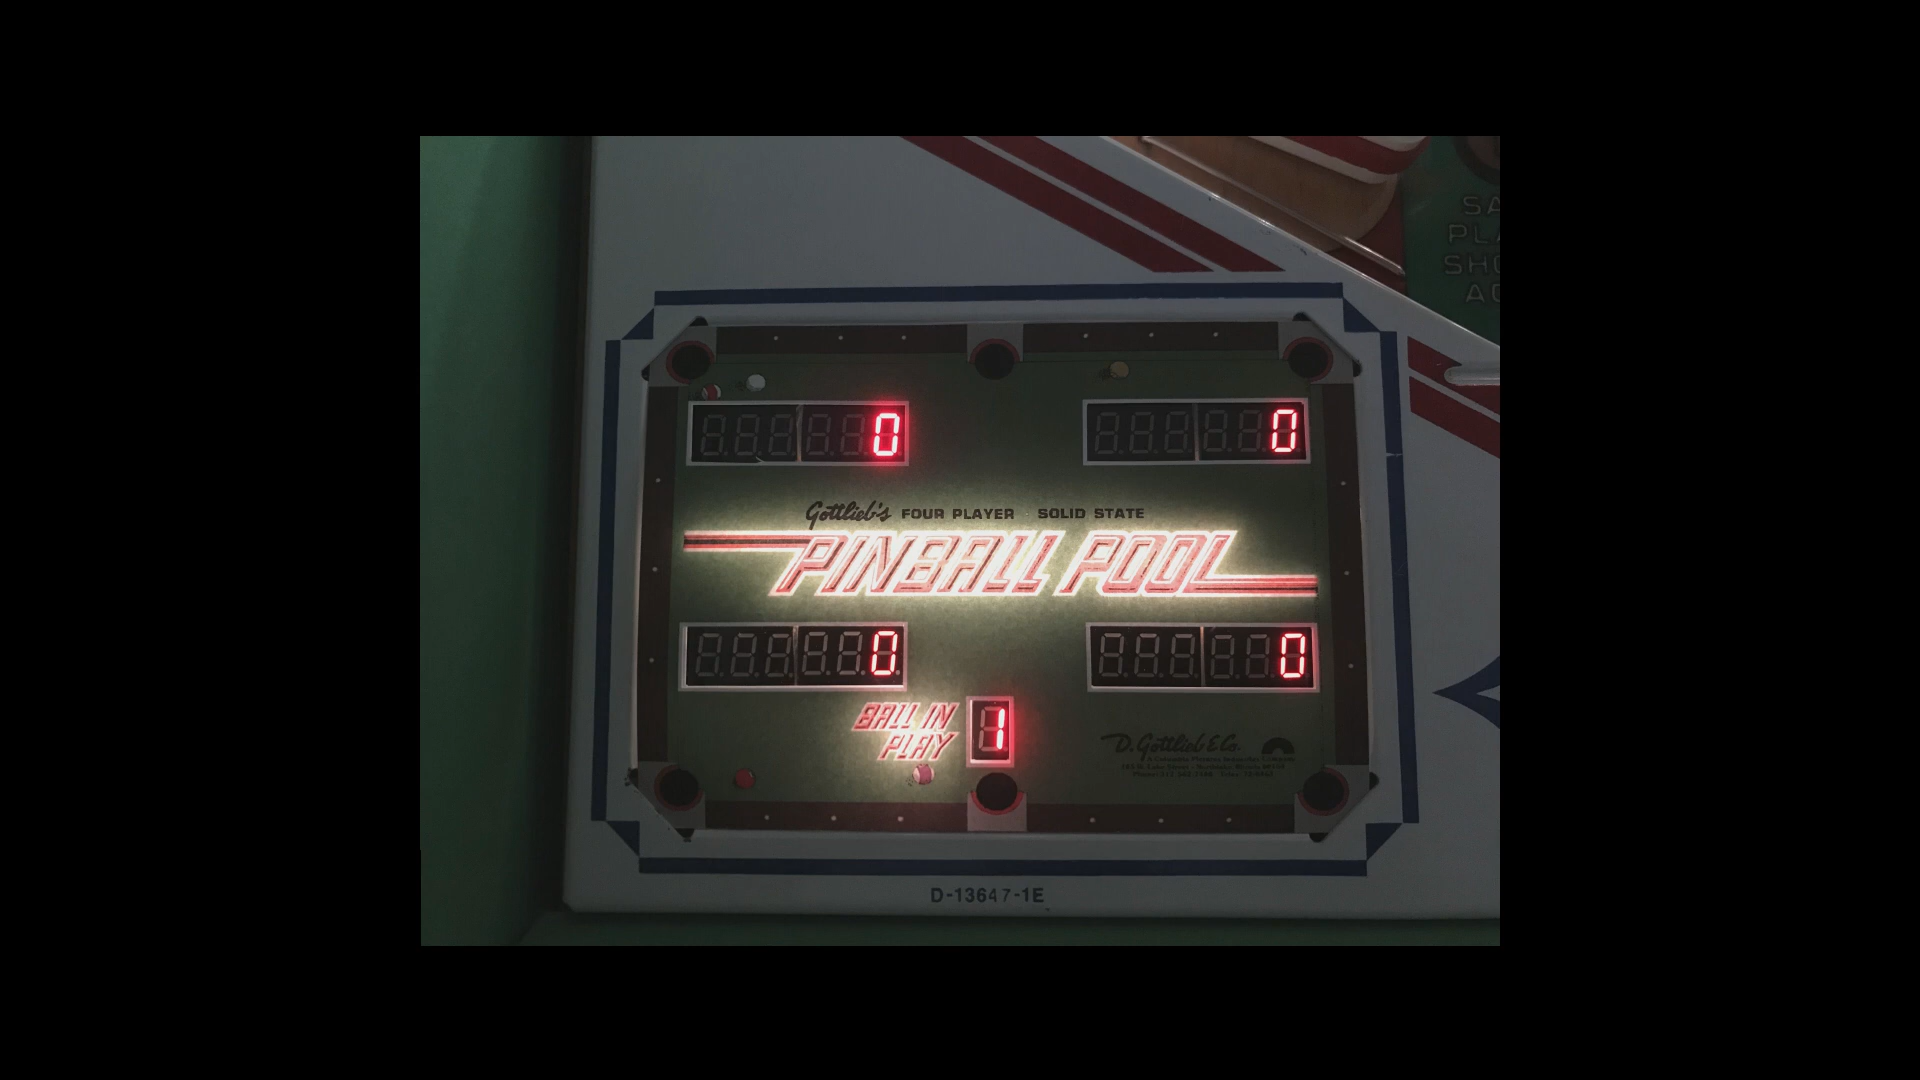 SA
PLA
SHO
AC
0 0
Gottlieb's FOUR PLAYER SOLID STATE
PINBALL POOL
0 0
BALL IN
PLAY
1
D. Gottlieb & Co.
D-13647-1E